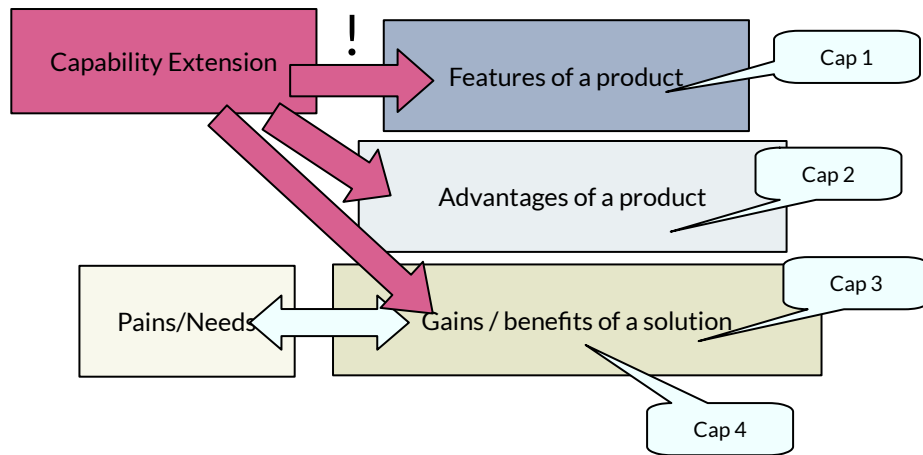 !
Capability Extension
Features of a product
Cap 1
Advantages of a product
Cap 2
Cap 3
Pains/Needs
Gains / benefits of a solution
Cap 4